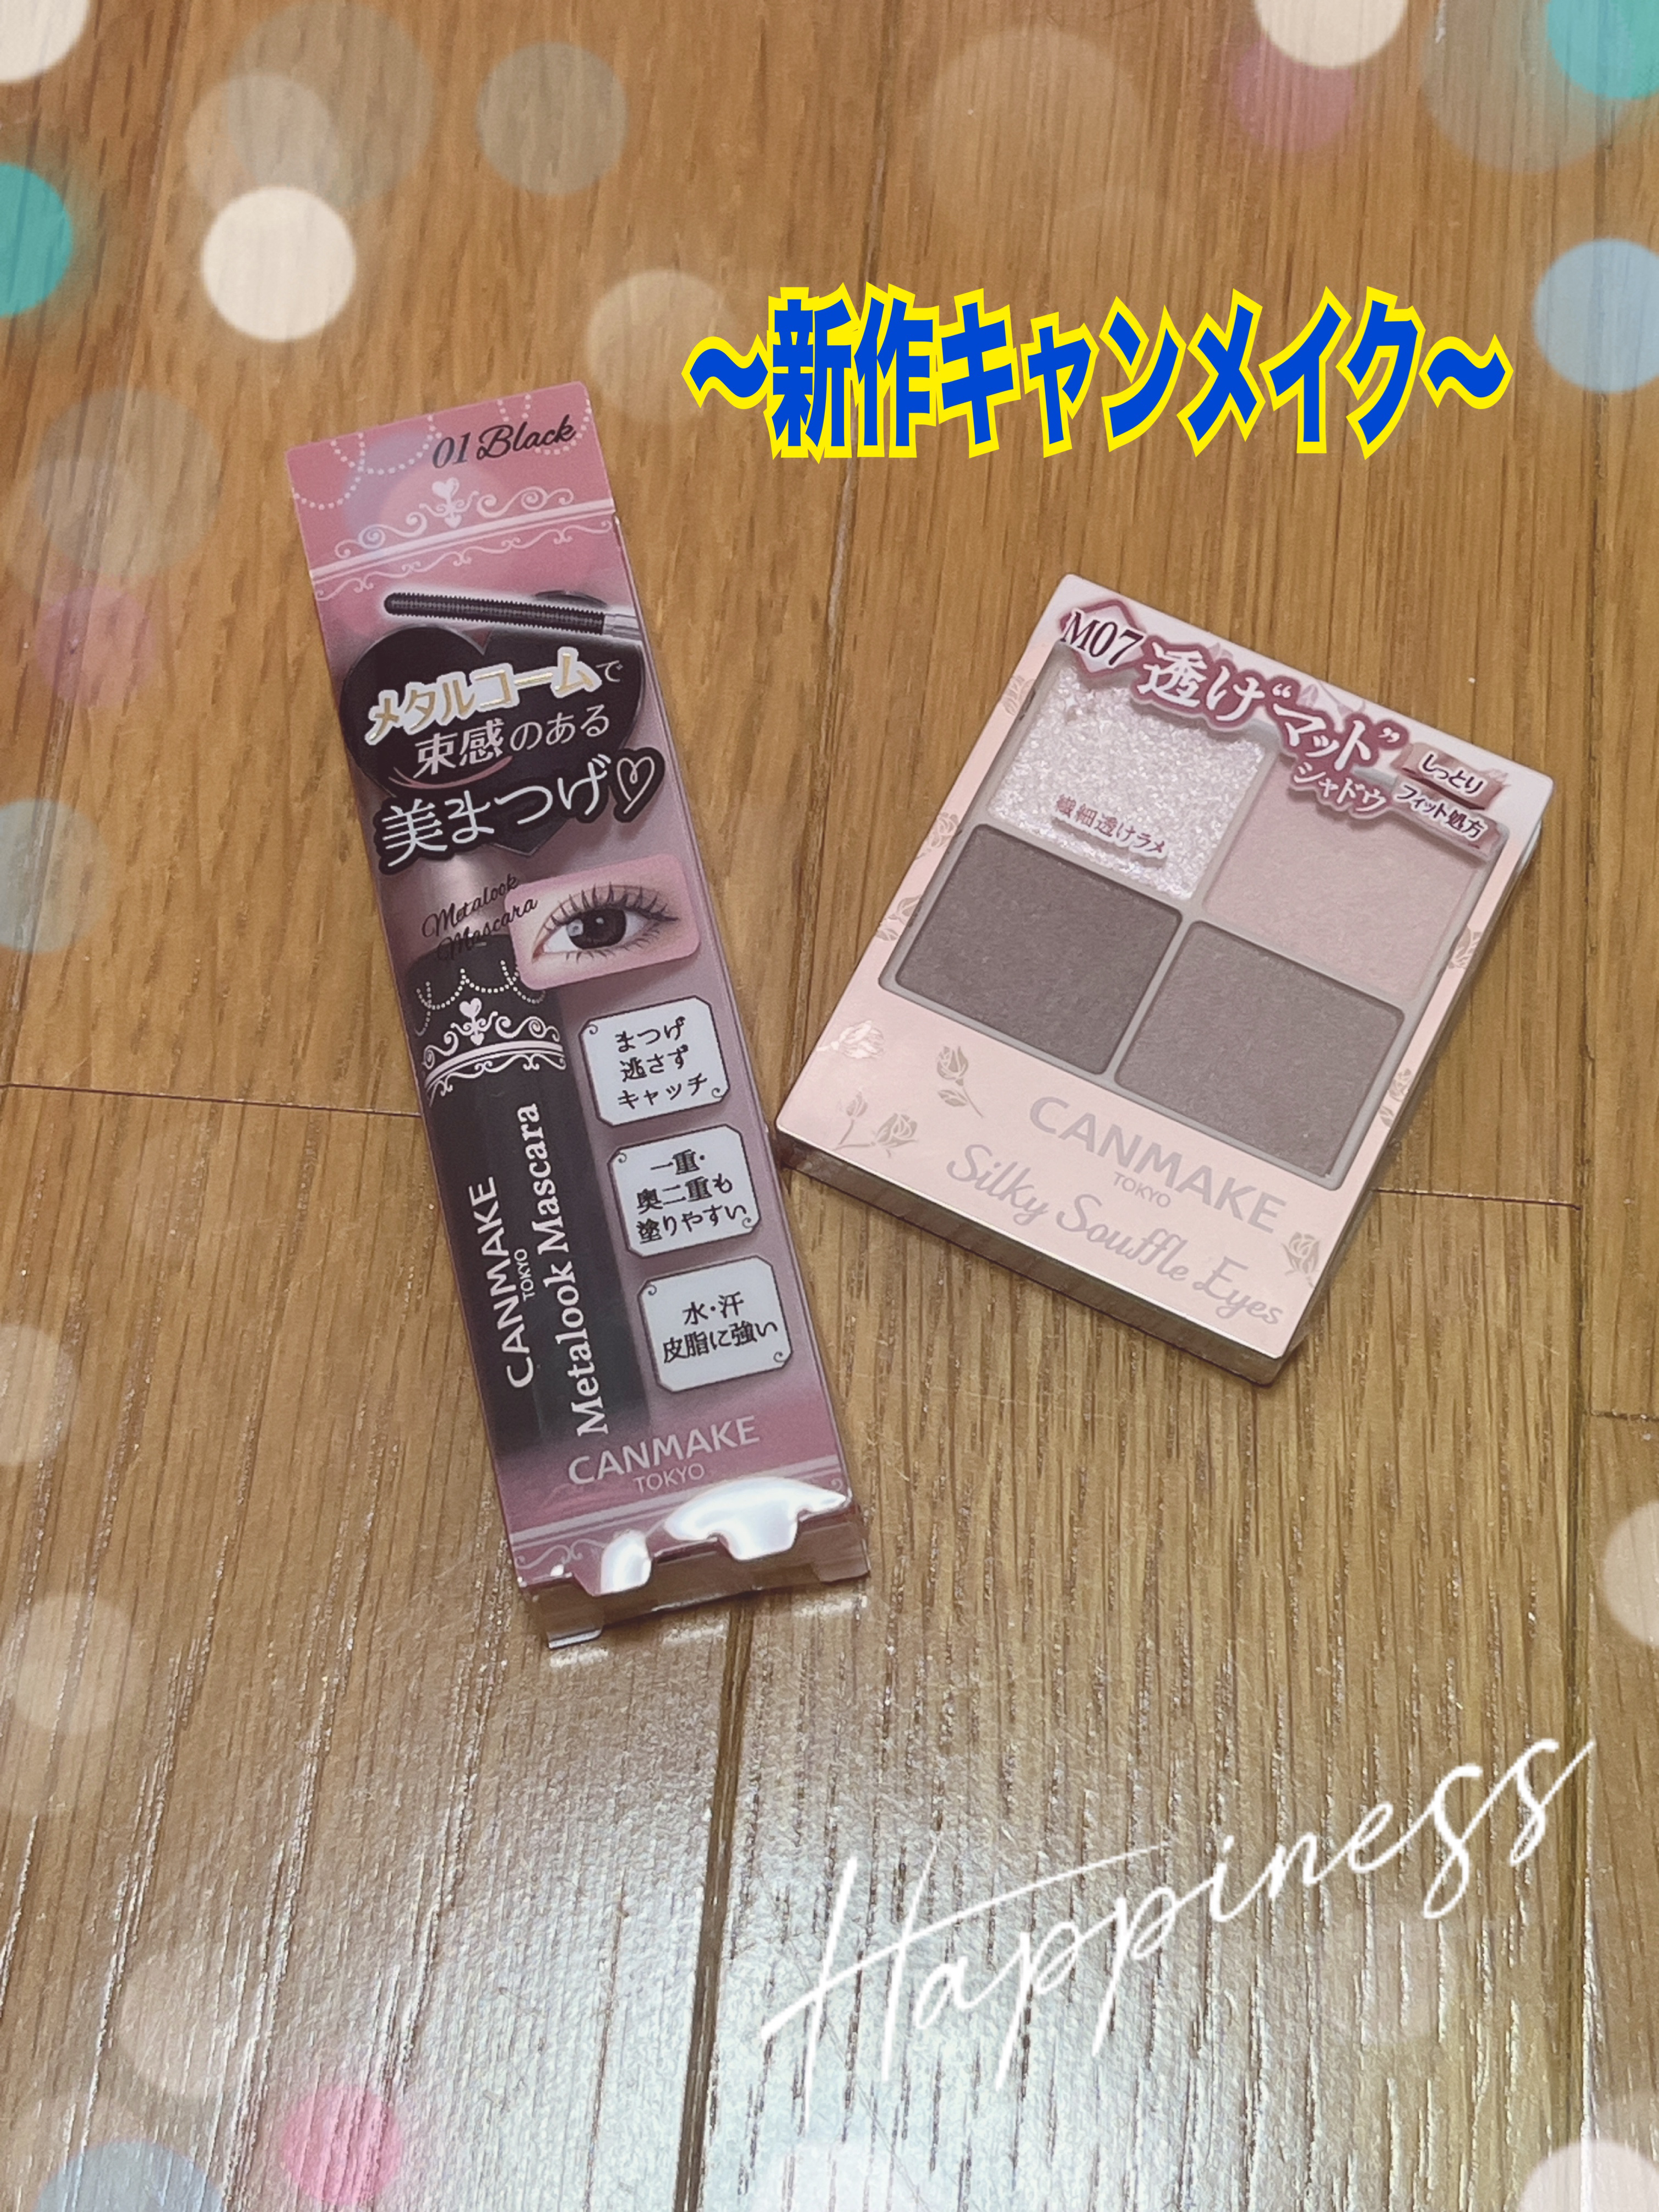 ~新作キャンメイク~
01 Black
メタルコームで
束感のある
美まつげ♡
Metalook
Mascara
まつげ
逃さず
キャッチ
一重・
奥二重も
塗りやすい
水・汗
皮脂に強い
CANMAKE
TOKYO
Metalook Mascara
CANMAKE
TOKYO
M07
透け“マット”
シャドウ
しっとり
フィット処方
繊細透けラメ
CANMAKE
TOKYO
Silky Souffle Eyes
Happiness